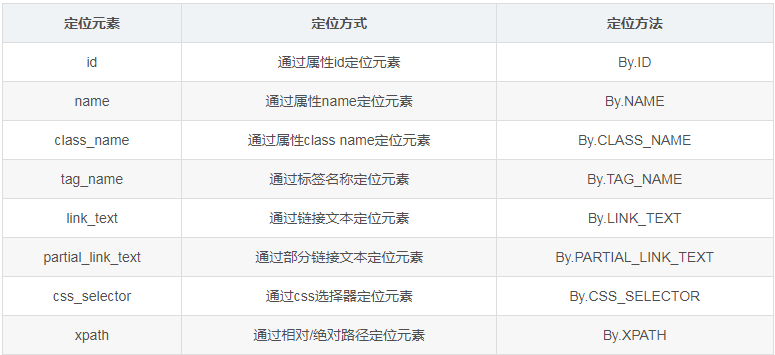 定位元素 定位方式 定位方法
id 通过属性id定位元素 By.ID
name 通过属性name定位元素 By.NAME
class_name 通过属性class name定位元素 By.CLASS_NAME
tag_name 通过标签名称定位元素 By.TAG_NAME
link_text 通过链接文本定位元素 By.LINK_TEXT
partial_link_text 通过部分链接文本定位元素 By.PARTIAL_LINK_TEXT
css_selector 通过css选择器定位元素 By.CSS_SELECTOR
xpath 通过相对/绝对路径定位元素 By.XPATH